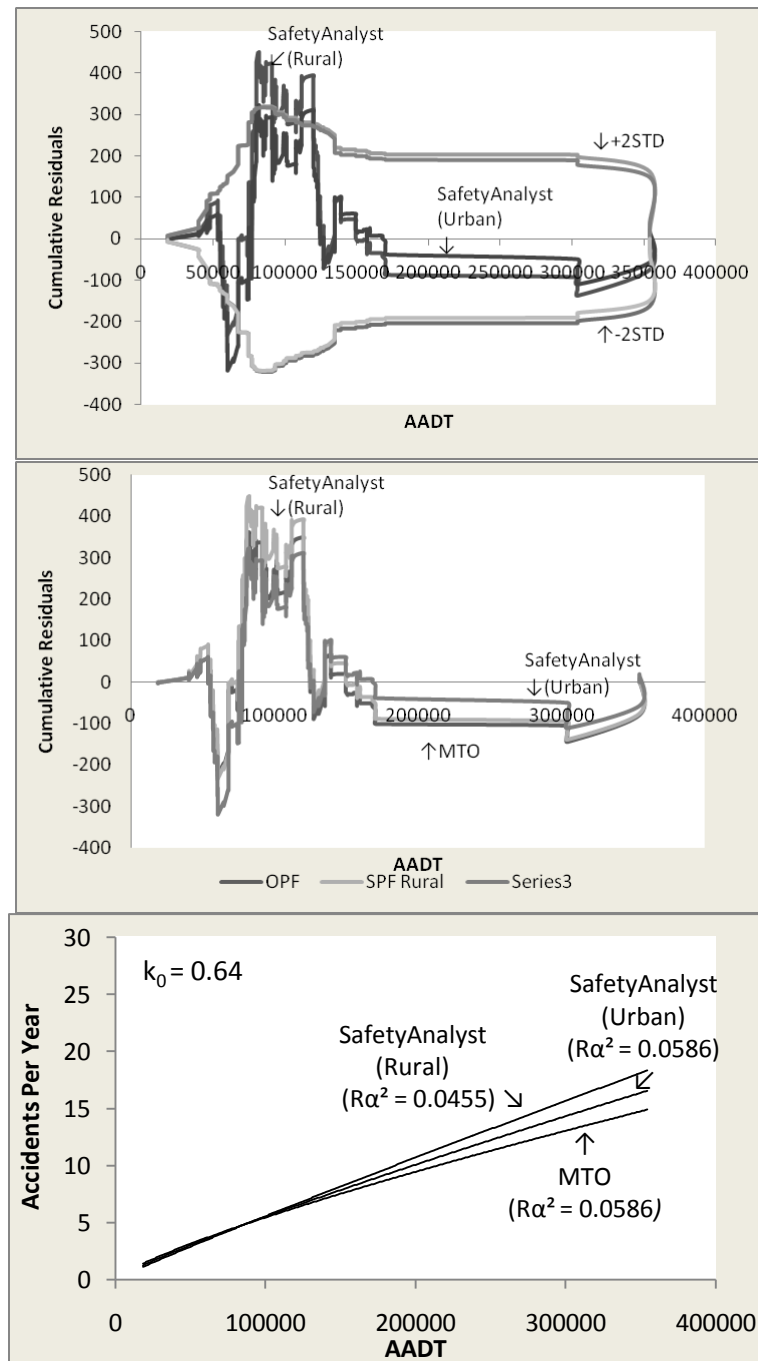 500
400
300
200
100
0
-100
-200
-300
-400
Cumulative Residuals
SafetyAnalyst
↙(Rural)
↓+2STD
SafetyAnalyst
(Urban)
↓
0 50000 100000 150000 200000 250000 300000 350000 400000
↑-2STD
AADT
500
400
300
200
100
0
-100
-200
-300
-400
Cumulative Residuals
SafetyAnalyst
↓(Rural)
SafetyAnalyst
↓(Urban)
0 100000 200000 300000 400000
↑MTO
AADT
OPF SPF Rural Series3
30
25
20
15
10
5
0
Accidents Per Year
k0 = 0.64
SafetyAnalyst
(Urban)
(Rα² = 0.0586)
SafetyAnalyst
(Rural)
(Rα² = 0.0455)
MTO
(Rα² = 0.0586)
0 100000 200000 300000 400000
AADT